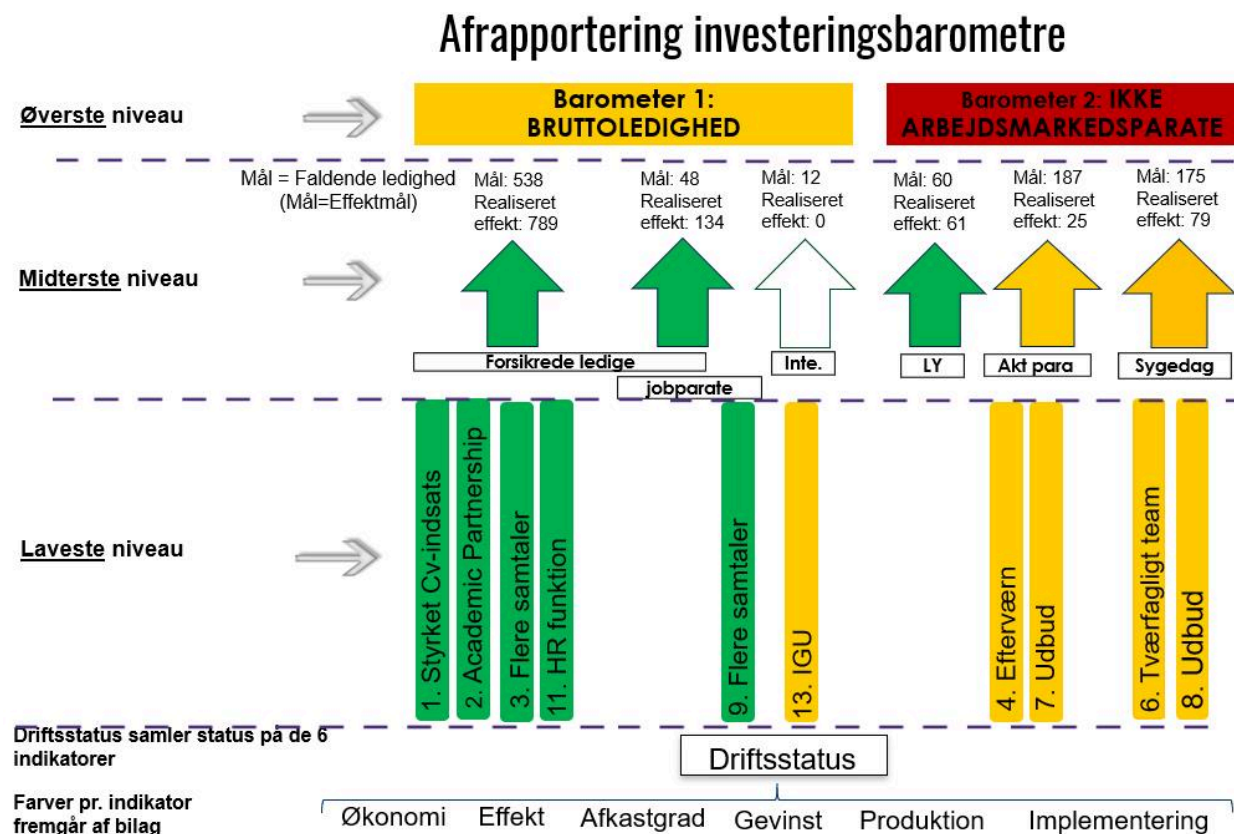 Afrapportering investeringsbarometre
Øverste niveau
Barometer 1:
BRUTTOLEDIGHED
Barometer 2: IKKE
ARBEJDSMARKEDSPARATE
Mål = Faldende ledighed
(Mål=Effektmål)
Mål: 538
Realiseret
effekt: 789
Mål: 48
Realiseret
effekt: 134
Mål: 12
Realiseret
effekt: 0
Mål: 60
Realiseret
effekt: 61
Mål: 187
Realiseret
effekt: 25
Mål: 175
Realiseret
effekt: 79
Midterste niveau
Forsikrede ledige
jobparate
Inte.
LY
Akt para
Sygedag
Laveste niveau
1. Styrket Cv-indsats
2. Academic Partnership
3. Flere samtaler
11. HR funktion
9. Flere samtaler
13. IGU
4. Efterværn
7. Udbud
6. Tværfagligt team
8. Udbud
Driftsstatus samler status på de 6
indikatorer
Driftsstatus
Farver pr. indikator
fremgår af bilag
Økonomi
Effekt
Afkastgrad
Gevinst
Produktion
Implementering